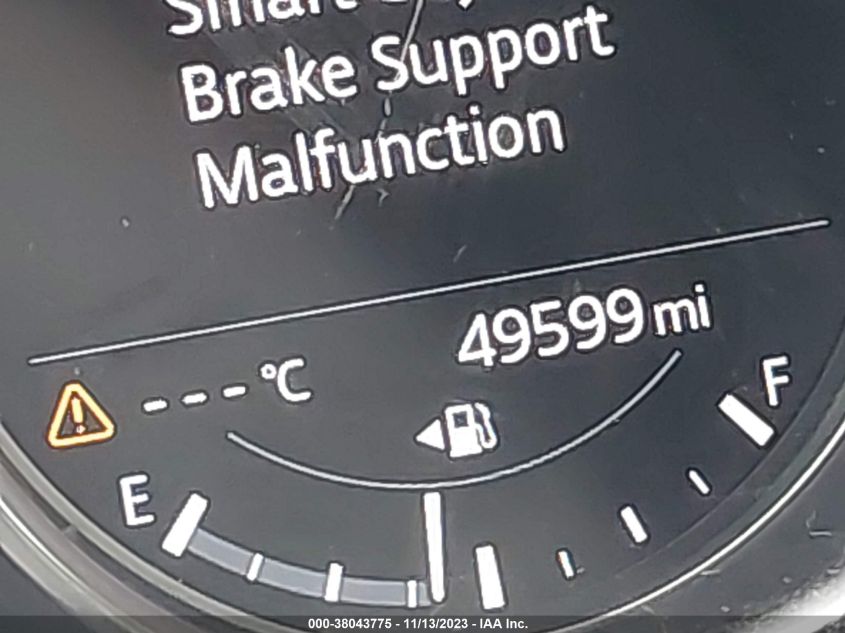 Brake Support
Malfunction
49599 mi
---°C
E
F
000-38043775 - 11/13/2023 - IAA Inc.